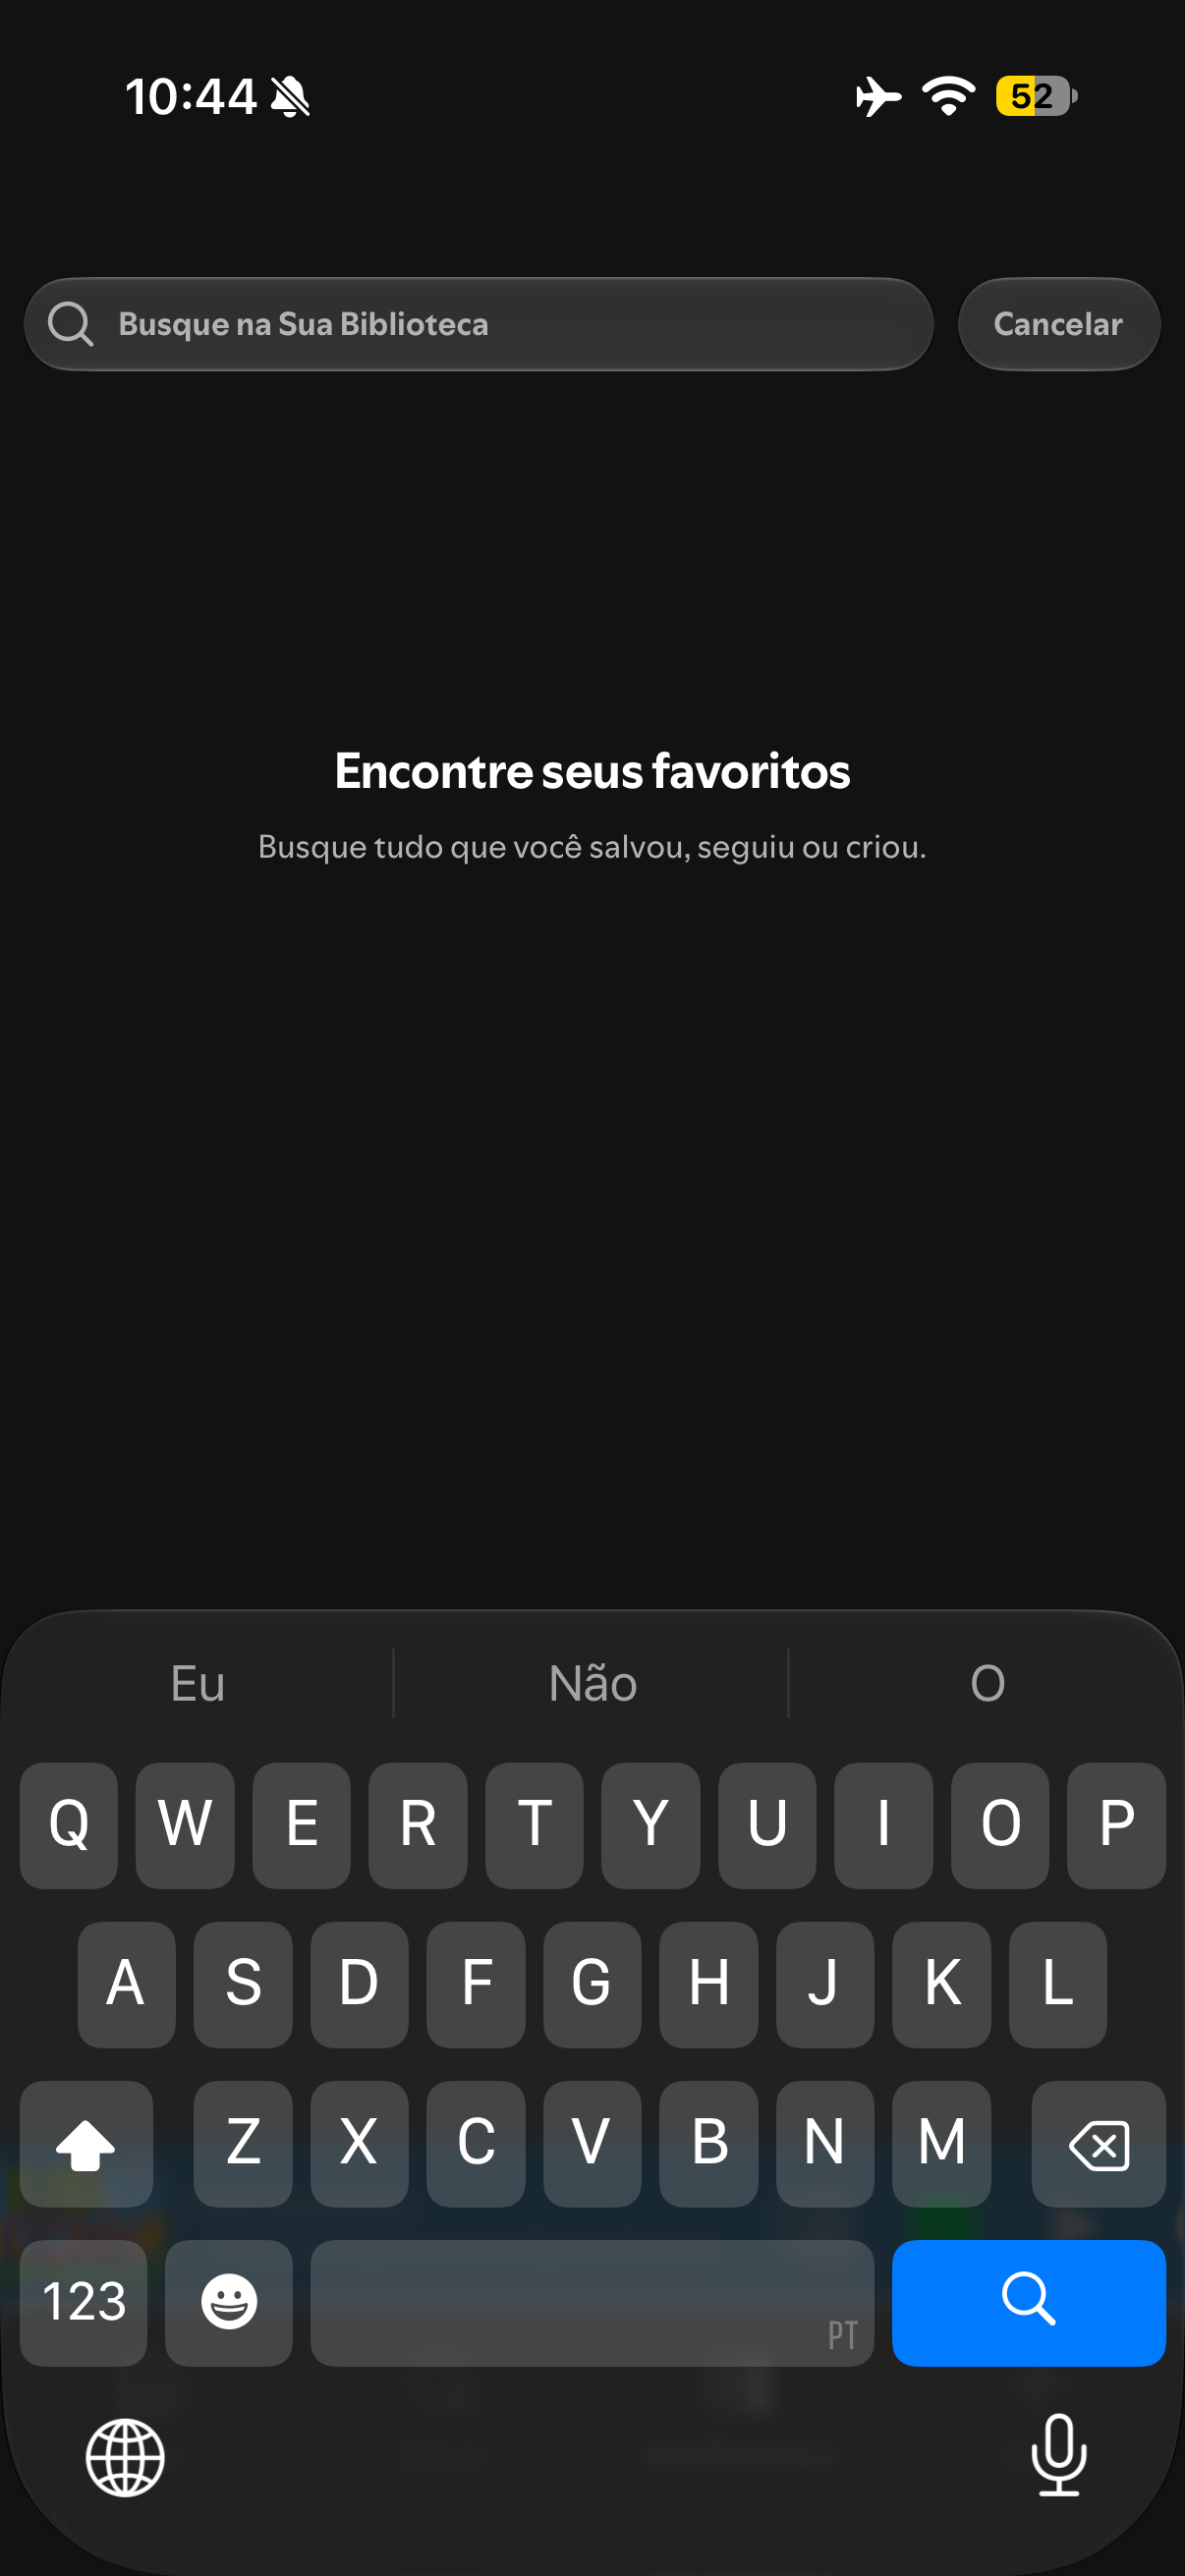 10:44 52
Busque na Sua Biblioteca Cancelar
Encontre seus favoritos
Busque tudo que você salvou, seguiu ou criou.
Eu Não O
Q W E R T Y U I O P
A S D F G H J K L
Z X C V B N M
123 PT